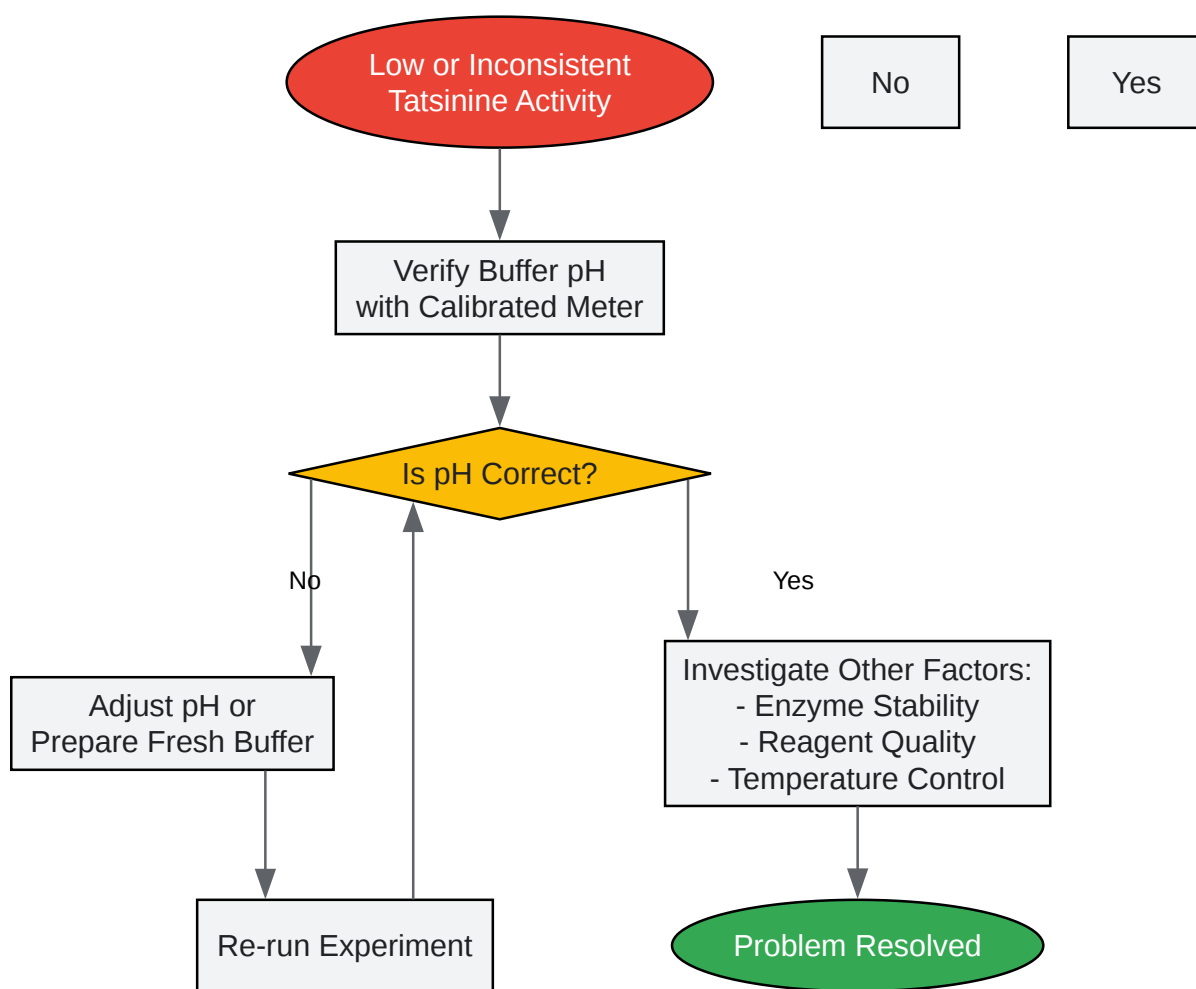 Low or Inconsistent
Tatsinine Activity
No
Yes
Verify Buffer pH
with Calibrated Meter
Is pH Correct?
No
Yes
Adjust pH or
Prepare Fresh Buffer
Investigate Other Factors:
- Enzyme Stability
- Reagent Quality
- Temperature Control
Re-run Experiment
Problem Resolved